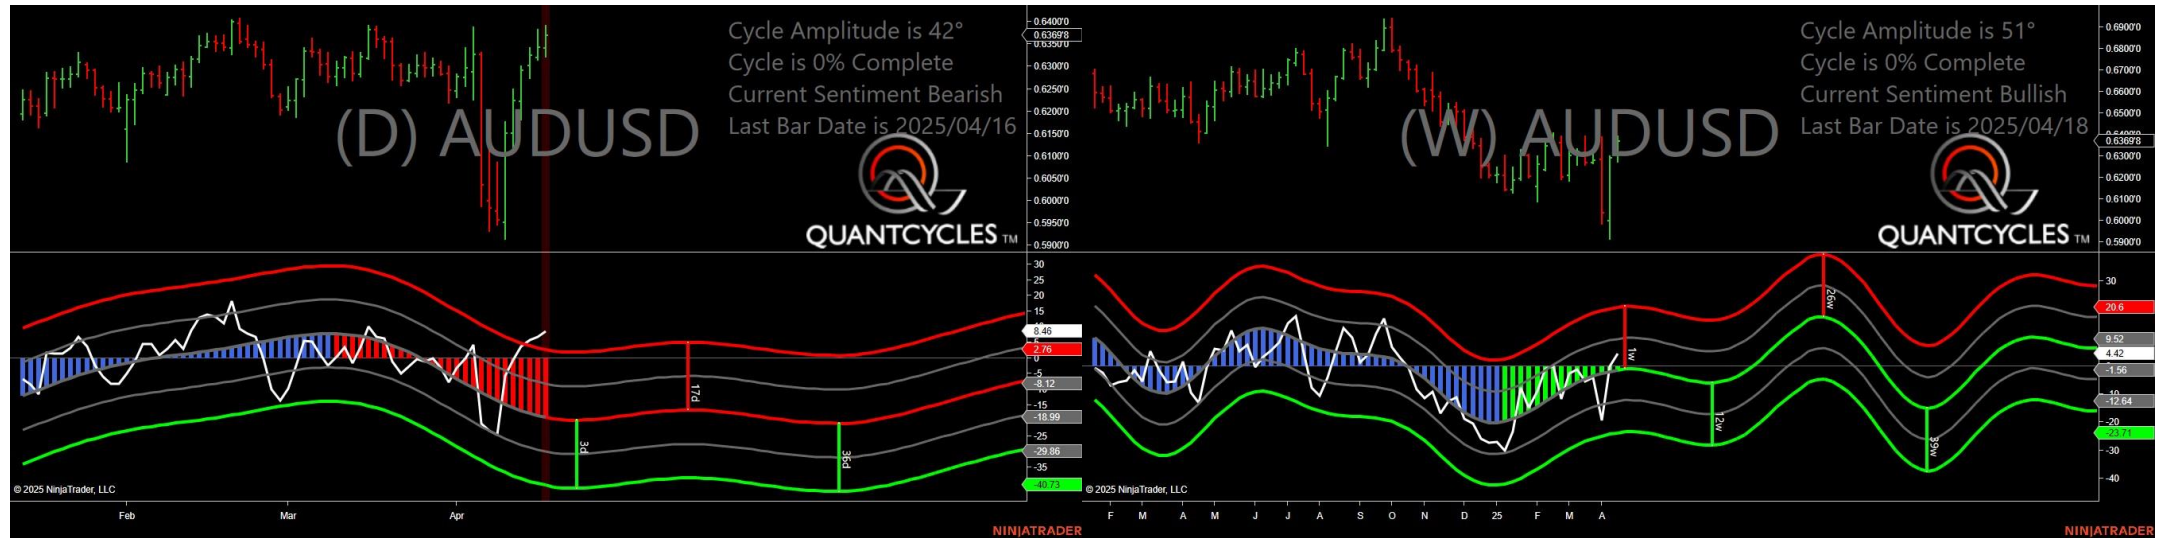 Cycle Amplitude is 42°
Cycle is 0% Complete
Current Sentiment Bearish
Last Bar Date is 2025/04/16
(D) AUDUSD
QUANTCYCLES TM
0.6400'0
0.6369'8
0.6350'0
0.6300'0
0.6250'0
0.6200'0
0.6150'0
0.6100'0
0.6050'0
0.6000'0
0.5950'0
0.5900'0
30
25
20
15
8.46
2.76
-5
-8.12
-15
-18.99
-25
-29.86
-35
-40.73
3d
17d
36d
© 2025 NinjaTrader, LLC
Feb Mar Apr
NINJATRADER
Cycle Amplitude is 51°
Cycle is 0% Complete
Current Sentiment Bullish
Last Bar Date is 2025/04/18
(W) AUDUSD
QUANTCYCLES TM
0.6900'0
0.6800'0
0.6700'0
0.6600'0
0.6500'0
0.6369'8
0.6300'0
0.6200'0
0.6100'0
0.6000'0
0.5900'0
30
20.6
9.52
4.42
-1.56
-12.64
-20
-23.71
-30
-40
1w
12w
26w
39w
© 2025 NinjaTrader, LLC
F M A M J J A S O N D 25 F M A
NINJATRADER